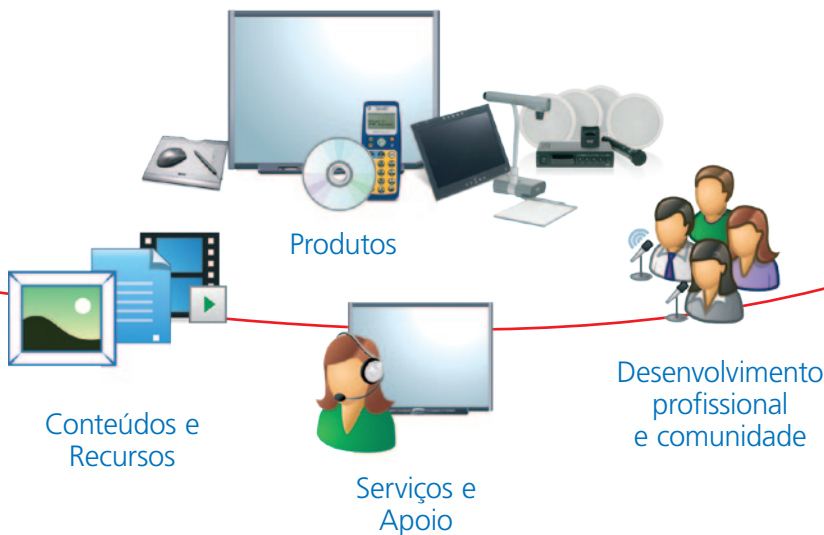 Produtos
Conteúdos e
Recursos
Serviços e
Apoio
Desenvolvimento
profissional
e comunidade